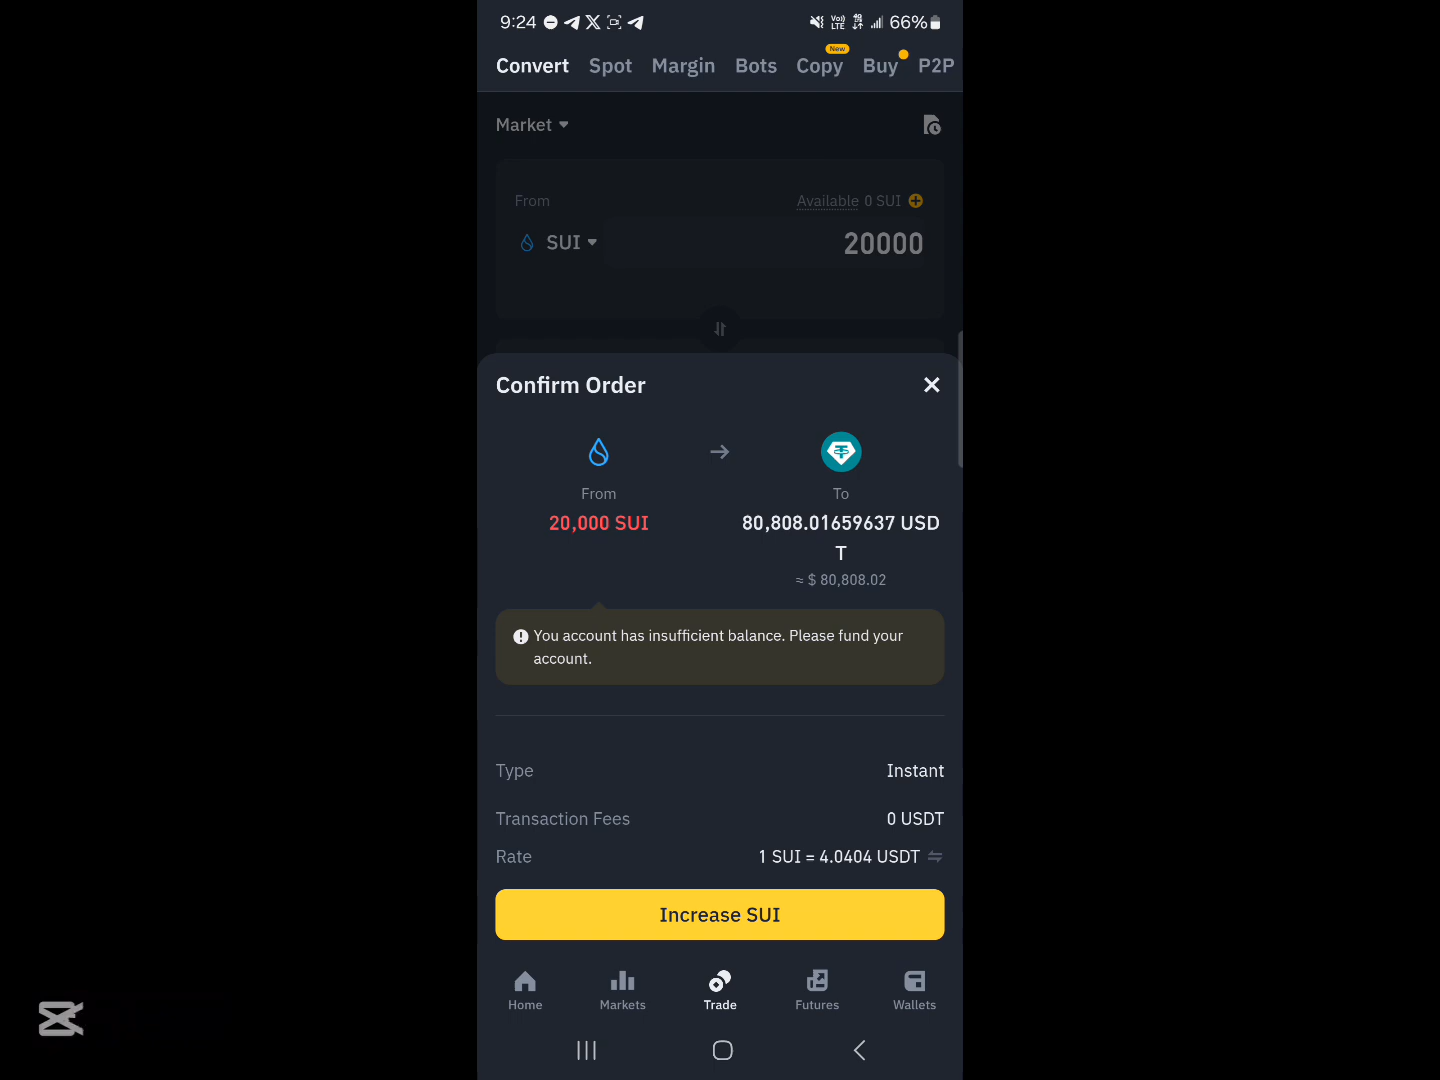 9:24 66%
Convert Spot Margin Bots Copy New Buy P2P
Market
From Available 0 SUI
SUI 20000
Confirm Order
From To
20,000 SUI 80,808.01659637 USD
T
≈ $ 80,808.02
You account has insufficient balance. Please fund your
account.
Type Instant
Transaction Fees 0 USDT
Rate 1 SUI = 4.0404 USDT
Increase SUI
Home Markets Trade Futures Wallets